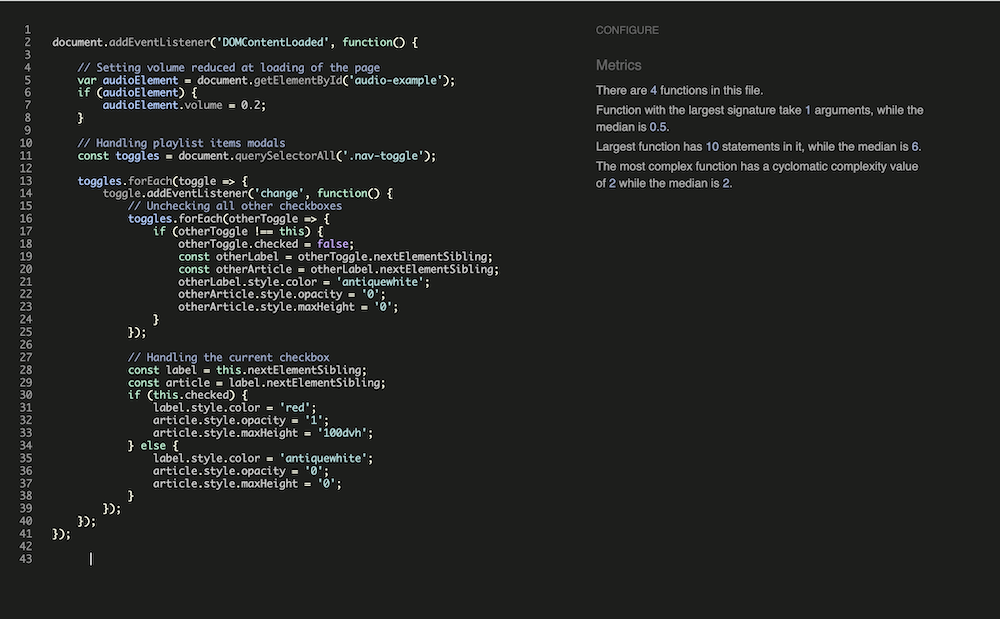 1
2 document.addEventListener('DOMContentLoaded', function() {
3
4 // Setting volume reduced at loading of the page
5 var audioElement = document.getElementById('audio-example');
6 if (audioElement) {
7 audioElement.volume = 0.2;
8 }
9
10 // Handling playlist items modals
11 const toggles = document.querySelectorAll('.nav-toggle');
12
13 toggles.forEach(toggle => {
14 toggle.addEventListener('change', function() {
15 // Unchecking all other checkboxes
16 toggles.forEach(otherToggle => {
17 if (otherToggle !== this) {
18 otherToggle.checked = false;
19 const otherLabel = otherToggle.nextElementSibling;
20 const otherArticle = otherLabel.nextElementSibling;
21 otherLabel.style.color = 'antiquewhite';
22 otherArticle.style.opacity = '0';
23 otherArticle.style.maxHeight = '0';
24 }
25 });
26
27 // Handling the current checkbox
28 const label = this.nextElementSibling;
29 const article = label.nextElementSibling;
30 if (this.checked) {
31 label.style.color = 'red';
32 article.style.opacity = '1';
33 article.style.maxHeight = '100dvh';
34 } else {
35 label.style.color = 'antiquewhite';
36 article.style.opacity = '0';
37 article.style.maxHeight = '0';
38 }
39 });
40 });
41 });
42
43
CONFIGURE
Metrics
There are 4 functions in this file.
Function with the largest signature take 1 arguments, while the
median is 0.5.
Largest function has 10 statements in it, while the median is 6.
The most complex function has a cyclomatic complexity value
of 2 while the median is 2.